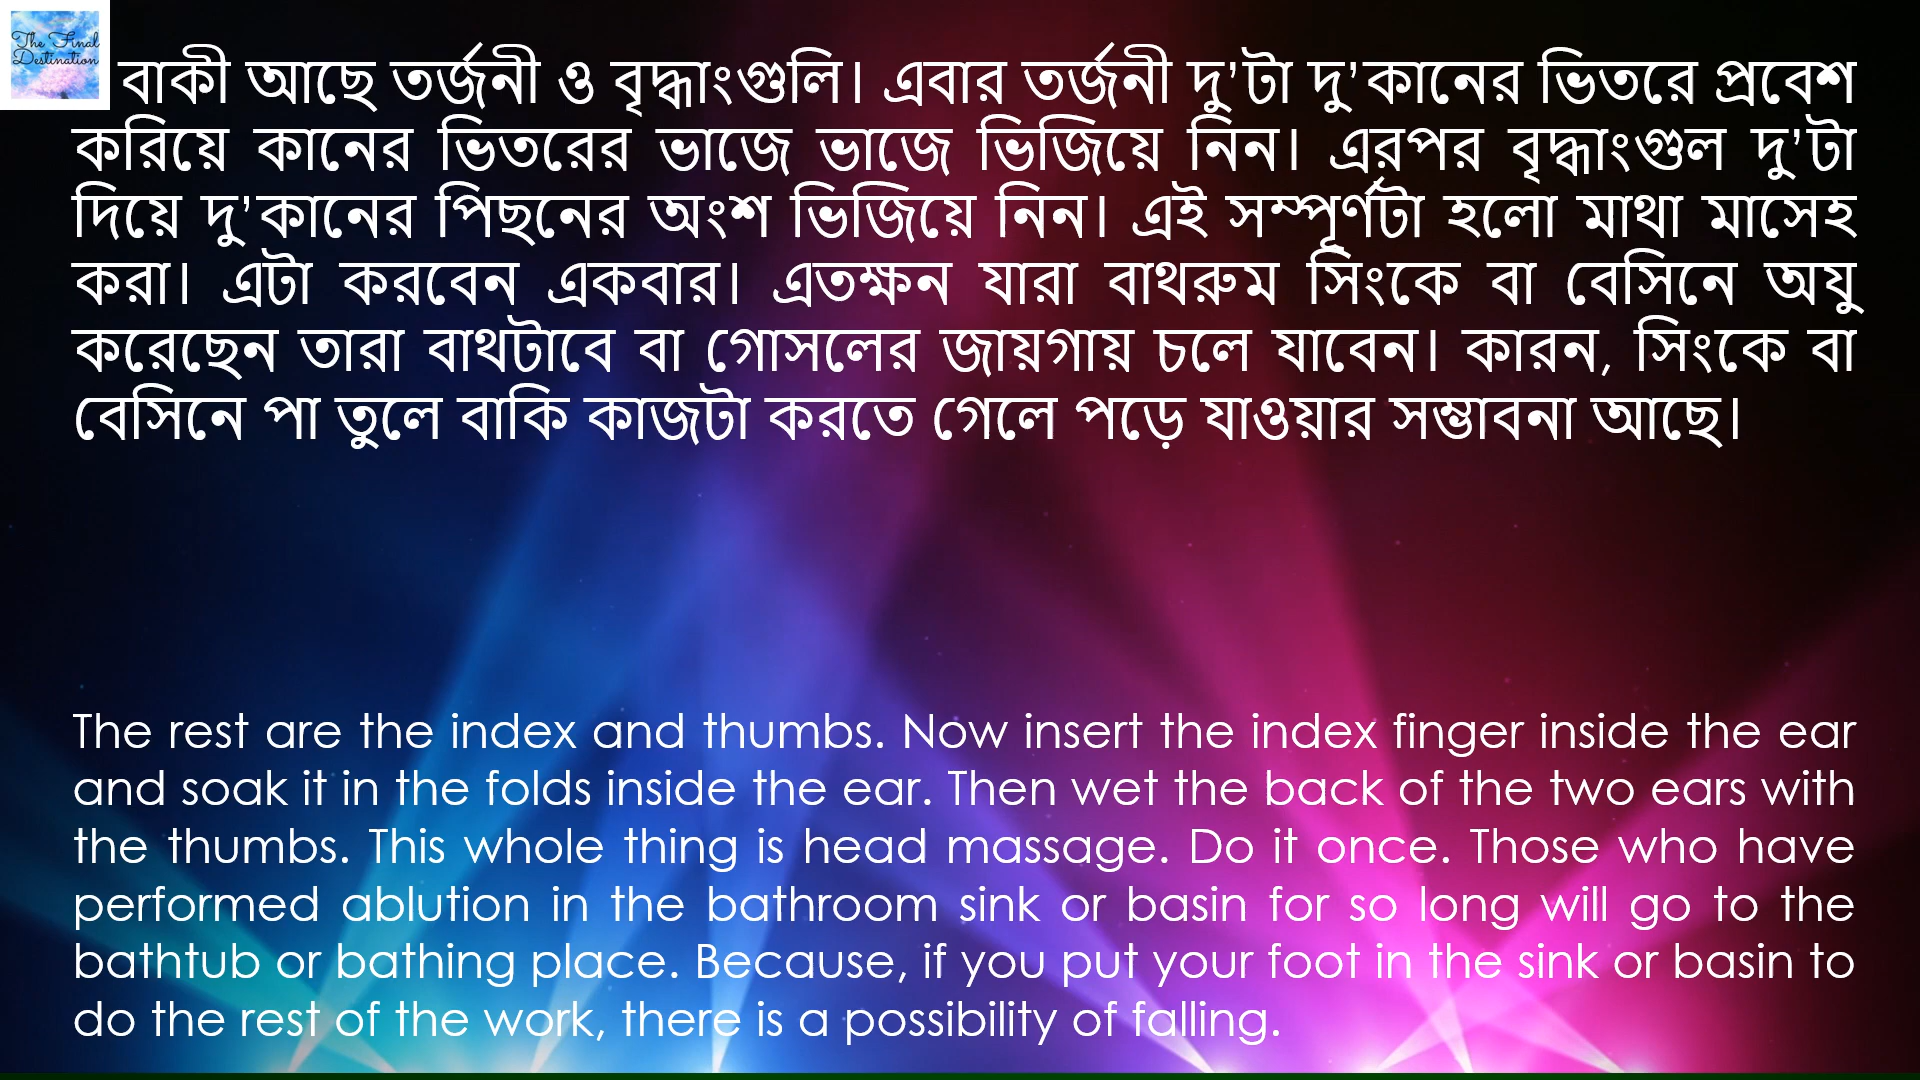 The Final
Destination
বাকী আছে তর্জনী ও বৃদ্ধাংগুলি। এবার তর্জনী দু’টা দু’কানের ভিতরে প্রবেশ
করিয়ে কানের ভিতরের ভাজে ভাজে ভিজিয়ে নিন। এরপর বৃদ্ধাংগুল দু’টা
দিয়ে দু’কানের পিছনের অংশ ভিজিয়ে নিন। এই সম্পূর্ণটা হলো মাথা মাসেহ
করা। এটা করবেন একবার। এতক্ষন যারা বাথরুম সিংকে বা বেসিনে অযু
করেছেন তারা বাথটাবে বা গোসলের জায়গায় চলে যাবেন। কারন, সিংকে বা
বেসিনে পা তুলে বাকি কাজটা করতে গেলে পড়ে যাওয়ার সম্ভাবনা আছে।
The rest are the index and thumbs. Now insert the index finger inside the ear
and soak it in the folds inside the ear. Then wet the back of the two ears with
the thumbs. This whole thing is head massage. Do it once. Those who have
performed ablution in the bathroom sink or basin for so long will go to the
bathtub or bathing place. Because, if you put your foot in the sink or basin to
do the rest of the work, there is a possibility of falling.